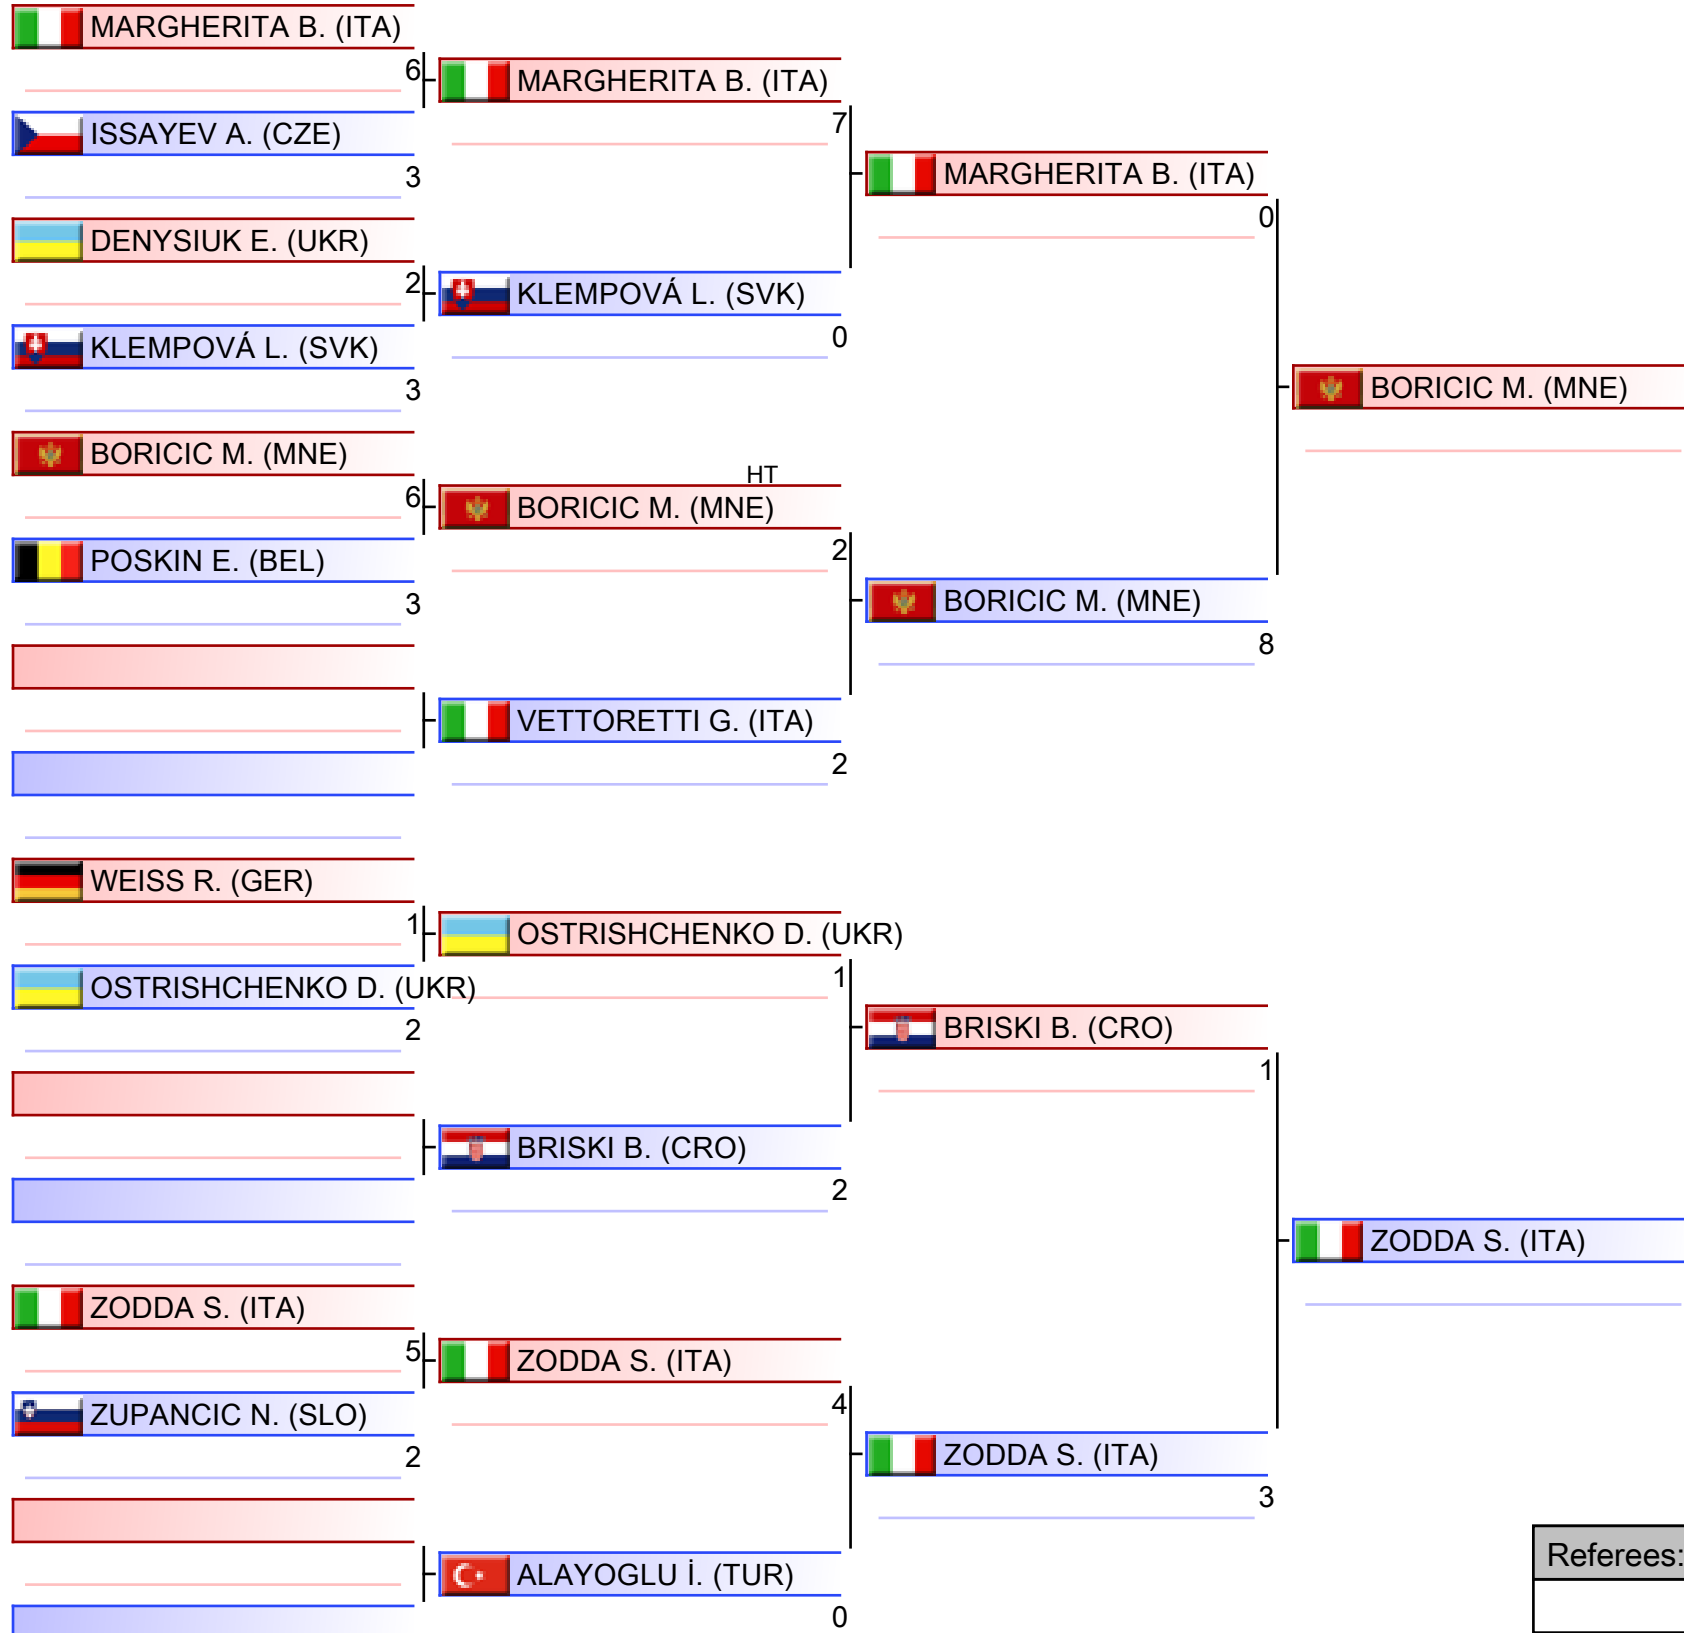 MARGHERITA B. (ITA)
6
ISSAYEV A. (CZE)
3
DENYSIUK E. (UKR)
2
KLEMPOVÁ L. (SVK)
3
BORICIC M. (MNE)
6
POSKIN E. (BEL)
3
WEISS R. (GER)
1
OSTRISHCHENKO D. (UKR)
2
ZODDA S. (ITA)
5
ZUPANCIC N. (SLO)
2
MARGHERITA B. (ITA)
7
KLEMPOVÁ L. (SVK)
0
HT
BORICIC M. (MNE)
2
VETTORETTI G. (ITA)
2
OSTRISHCHENKO D. (UKR)
1
BRISKI B. (CRO)
2
ZODDA S. (ITA)
4
ALAYOGLU İ. (TUR)
0
MARGHERITA B. (ITA)
0
BORICIC M. (MNE)
8
BRISKI B. (CRO)
1
ZODDA S. (ITA)
3
BORICIC M. (MNE)
ZODDA S. (ITA)
Referees: